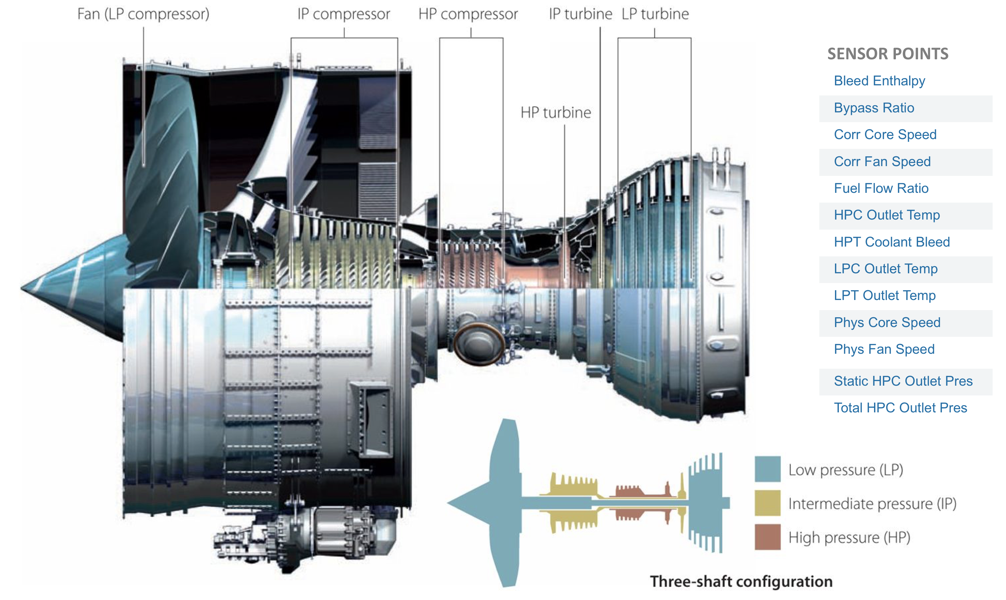 Fan (LP compressor)
IP compressor
HP compressor
IP turbine
LP turbine
HP turbine
SENSOR POINTS
Bleed Enthalpy
Bypass Ratio
Corr Core Speed
Corr Fan Speed
Fuel Flow Ratio
HPC Outlet Temp
HPT Coolant Bleed
LPC Outlet Temp
LPT Outlet Temp
Phys Core Speed
Phys Fan Speed
Static HPC Outlet Pres
Total HPC Outlet Pres
Low pressure (LP)
Intermediate pressure (IP)
High pressure (HP)
Three-shaft configuration